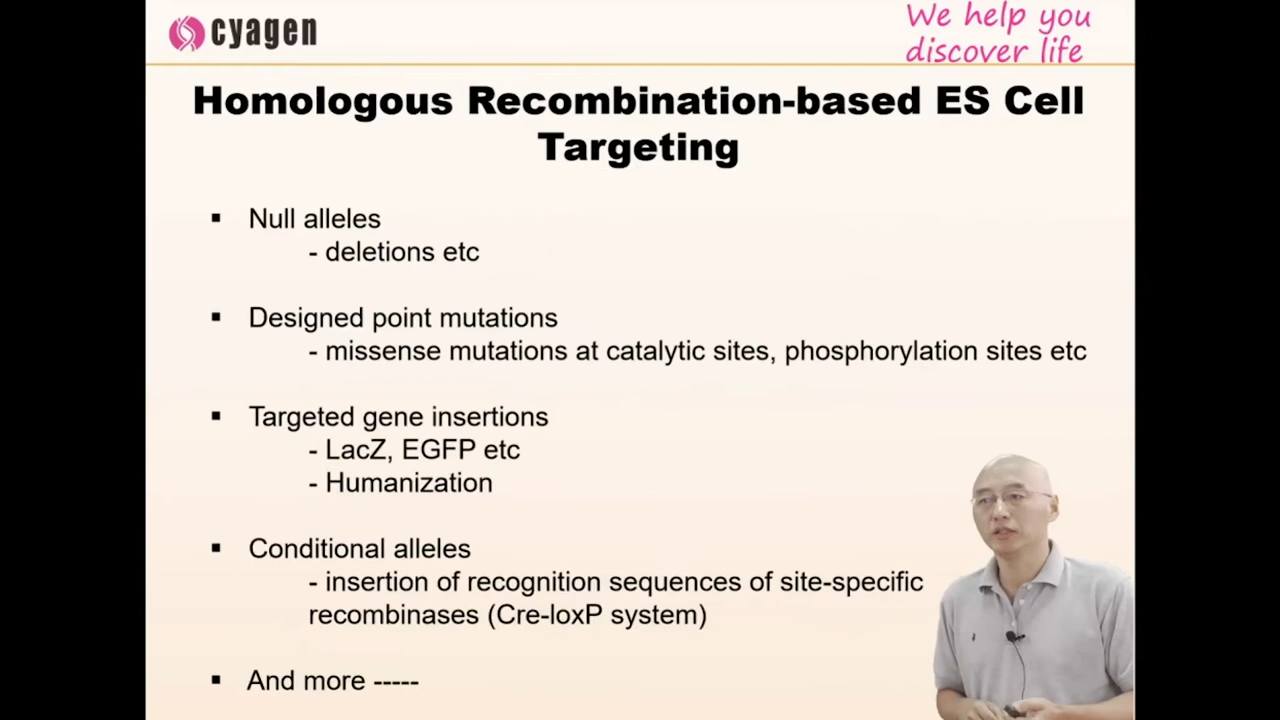 cyagen
We help you
discover life
Homologous Recombination-based ES Cell
Targeting
▪ Null alleles
- deletions etc
▪ Designed point mutations
- missense mutations at catalytic sites, phosphorylation sites etc
▪ Targeted gene insertions
- LacZ, EGFP etc
- Humanization
▪ Conditional alleles
- insertion of recognition sequences of site-specific
recombinases (Cre-loxP system)
▪ And more -----